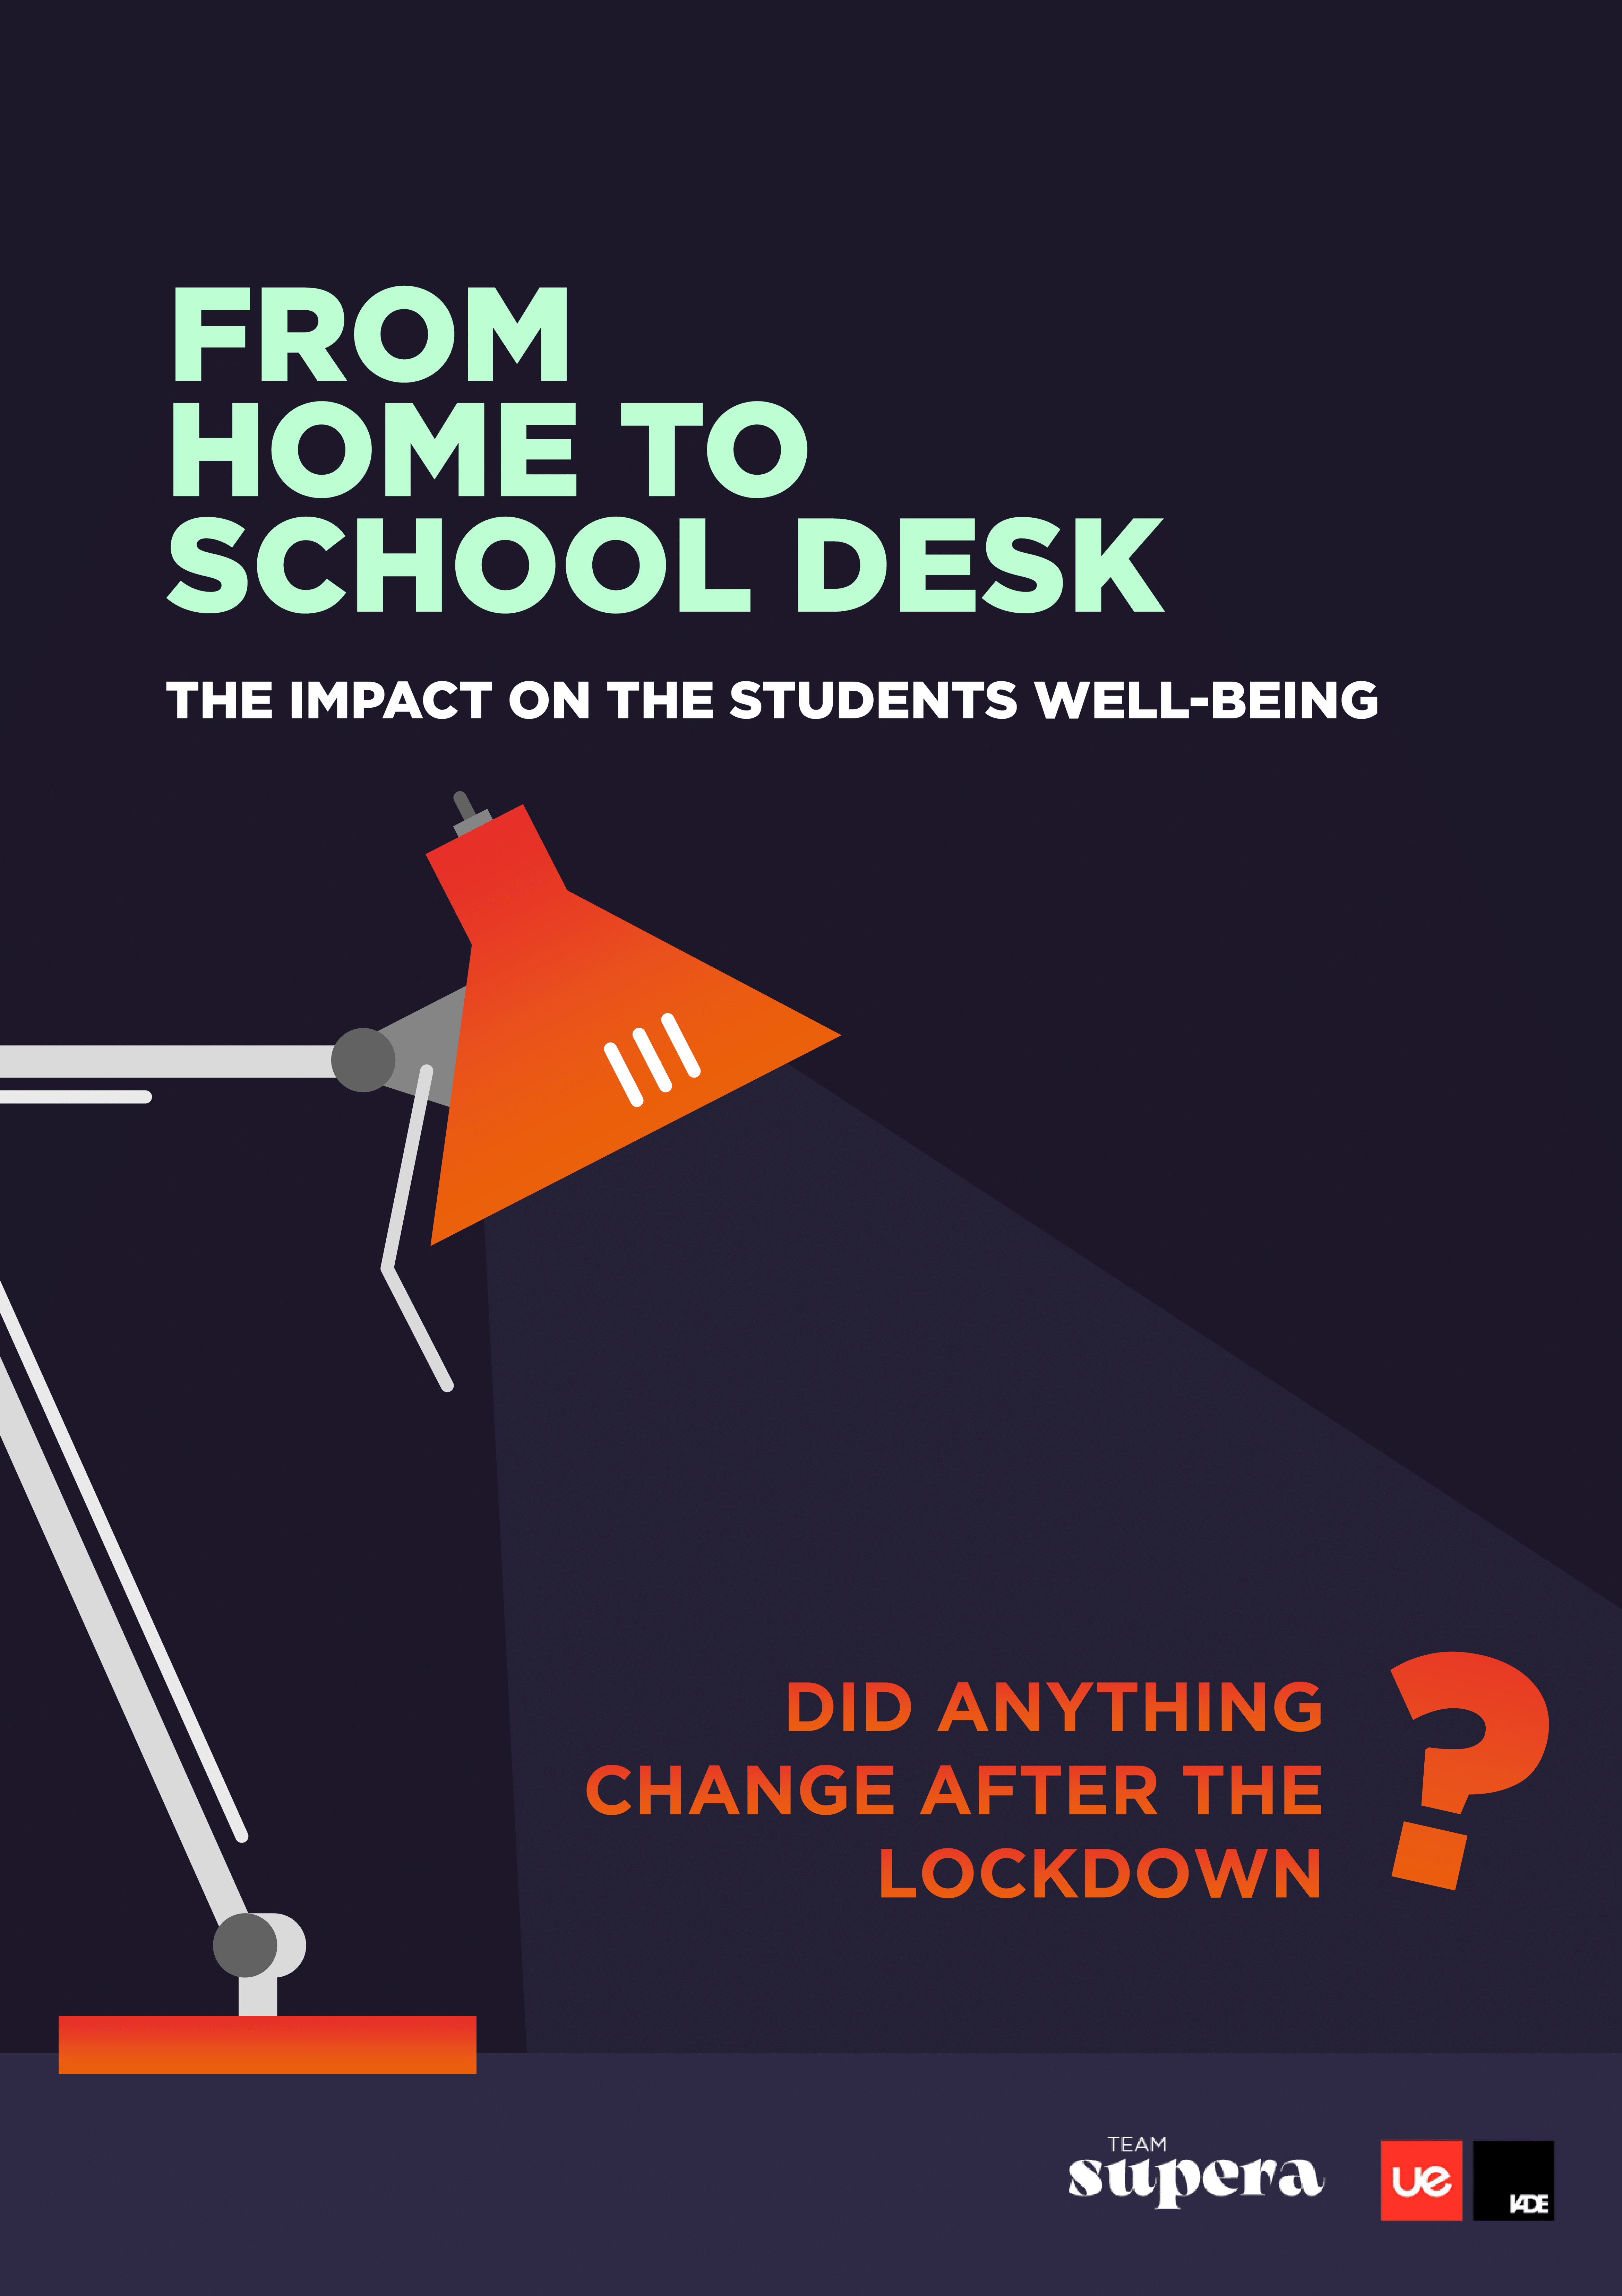 FROM
HOME TO
SCHOOL DESK
THE IMPACT ON THE STUDENTS WELL-BEING
DID ANYTHING
CHANGE AFTER THE
LOCKDOWN
?
TEAM
supera
ue
IADE